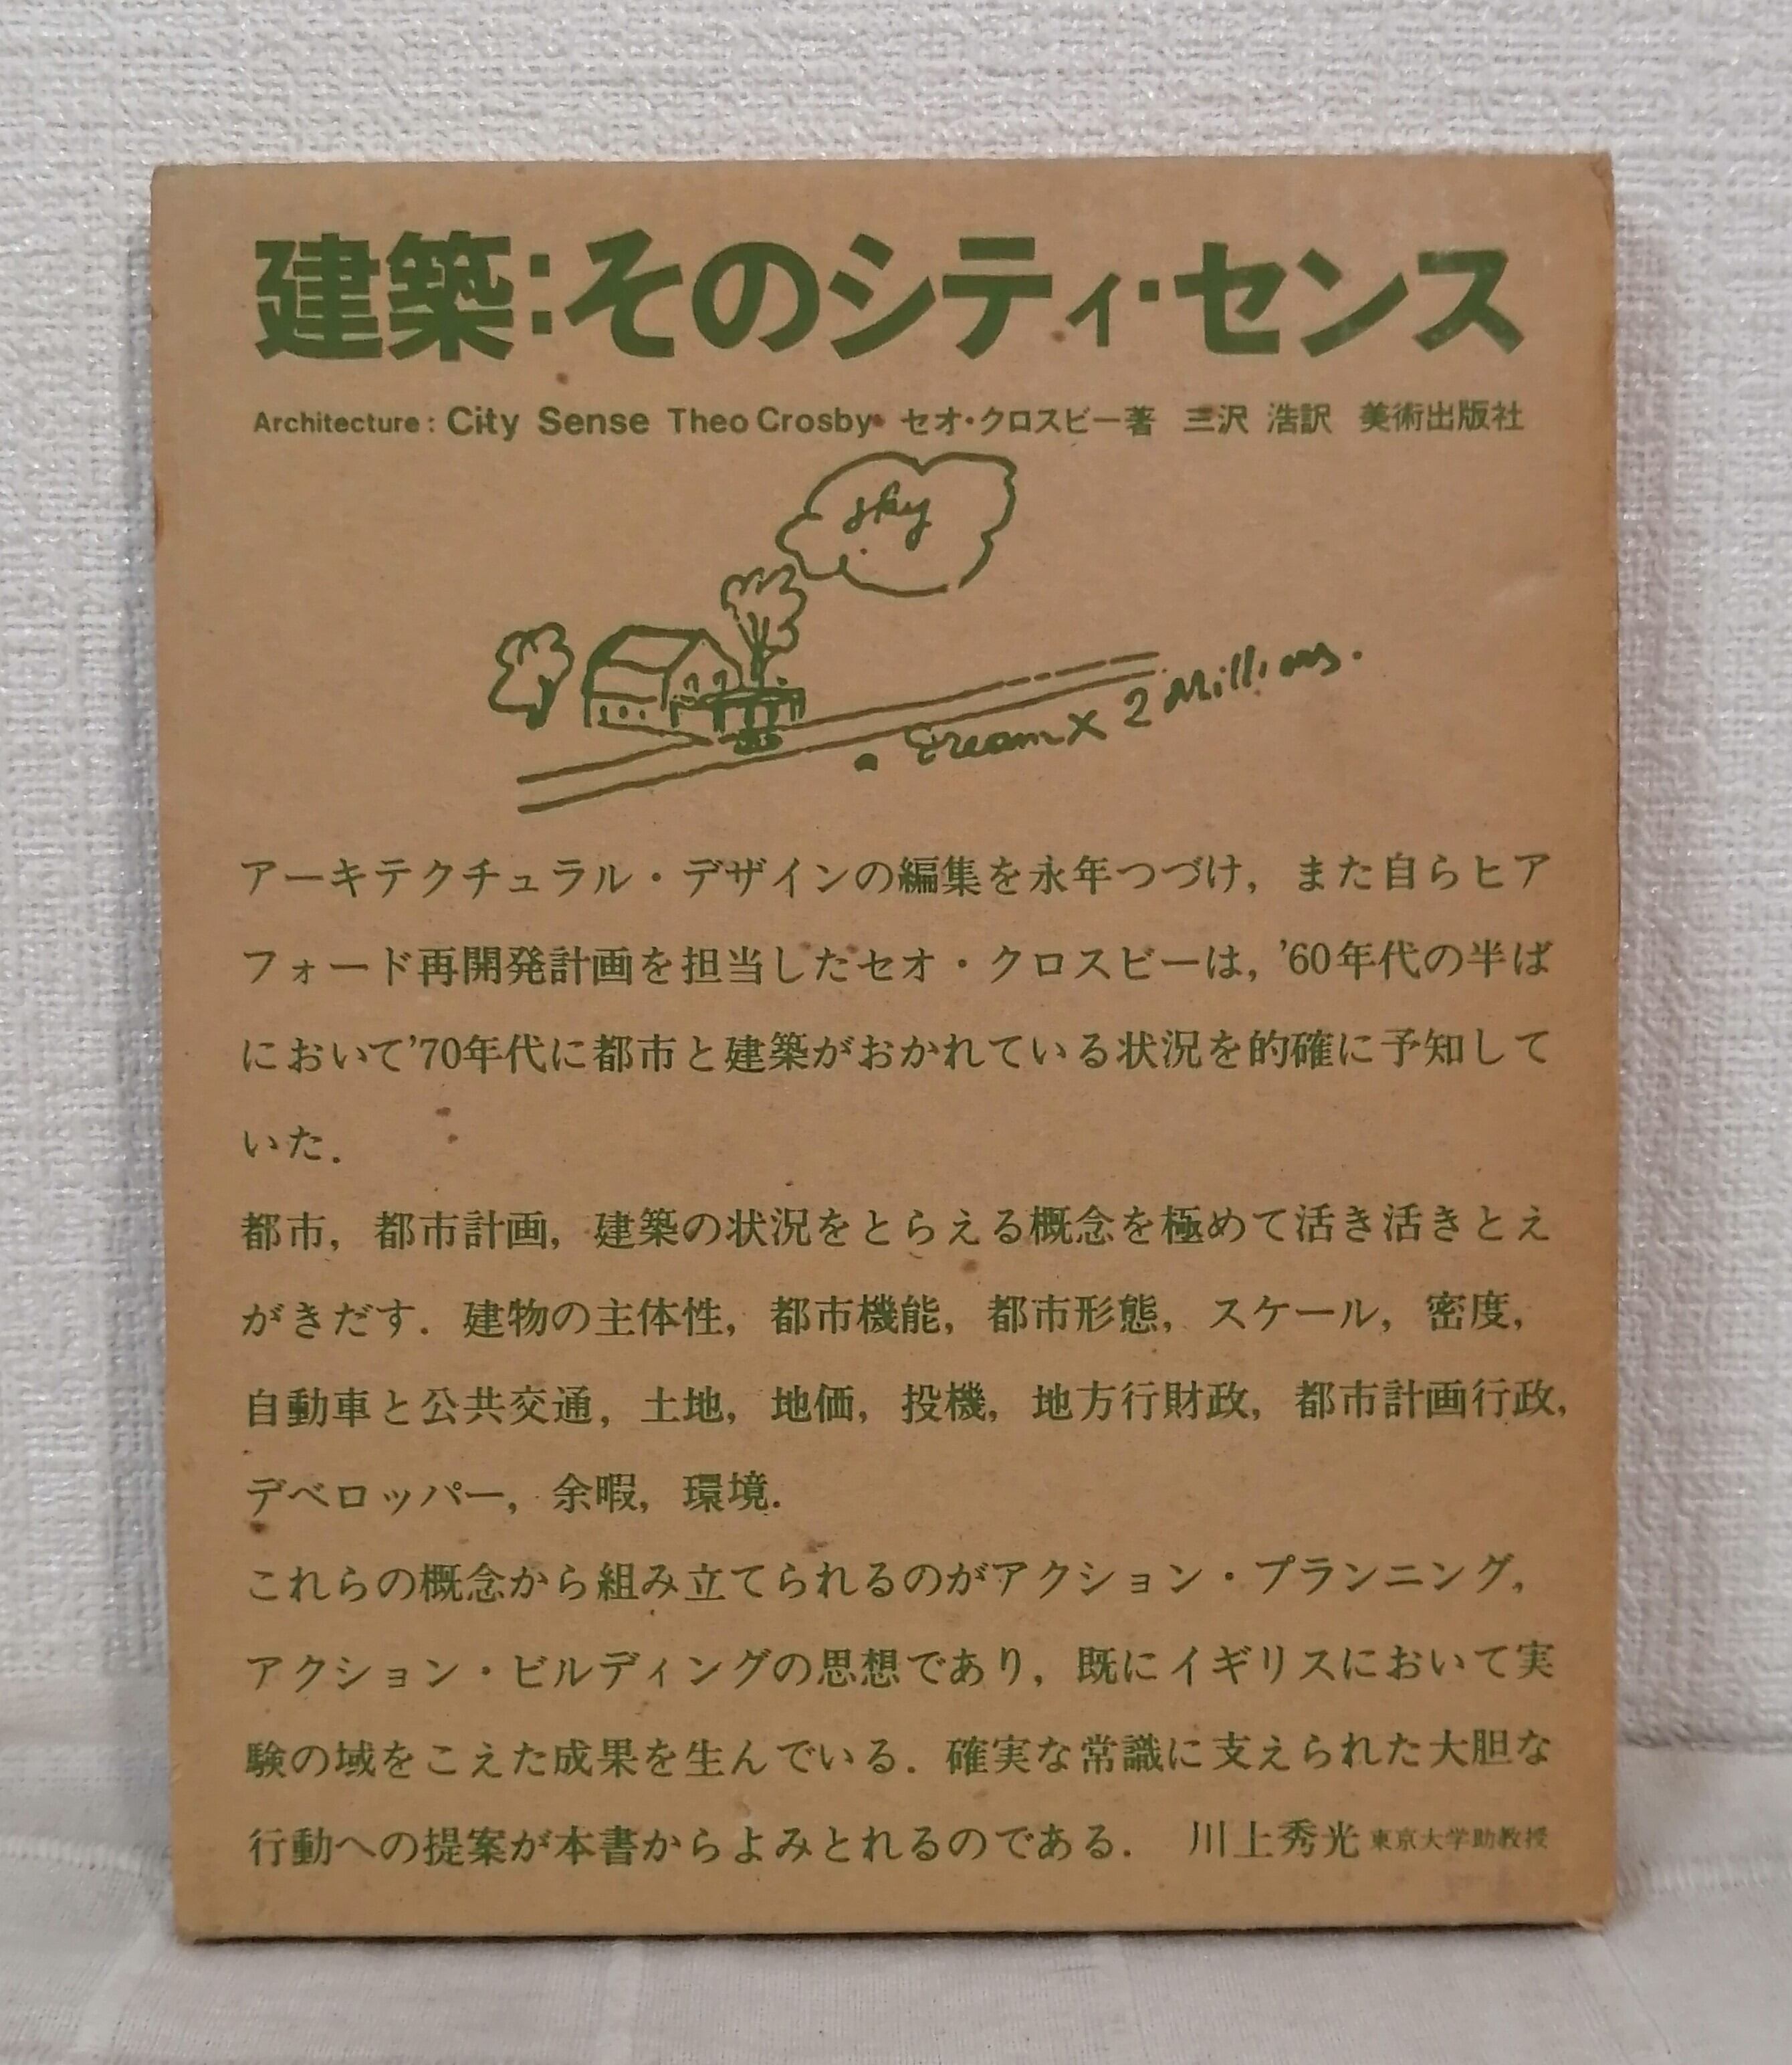 建築:そのシティ・センス
Architecture: City Sense Theo Crosby セオ・クロスビー著 三沢 浩訳 美術出版社
sky
Dream × 2 Millions.
アーキテクチュラル・デザインの編集を永年つづけ，また自らヒア
フォード再開発計画を担当したセオ・クロスビーは，'60年代の半ば
において'70年代に都市と建築がおかれている状況を的確に予知して
いた．
都市，都市計画，建築の状況をとらえる概念を極めて活き活きとえ
がきだす．建物の主体性，都市機能，都市形態，スケール，密度，
自動車と公共交通，土地，地価，投機，地方行財政，都市計画行政，
デベロッパー，余暇，環境．
これらの概念から組み立てられるのがアクション・プランニング，
アクション・ビルディングの思想であり，既にイギリスにおいて実
験の域をこえた成果を生んでいる．確実な常識に支えられた大胆な
行動への提案が本書からよみとれるのである． 川上秀光 東京大学助教授